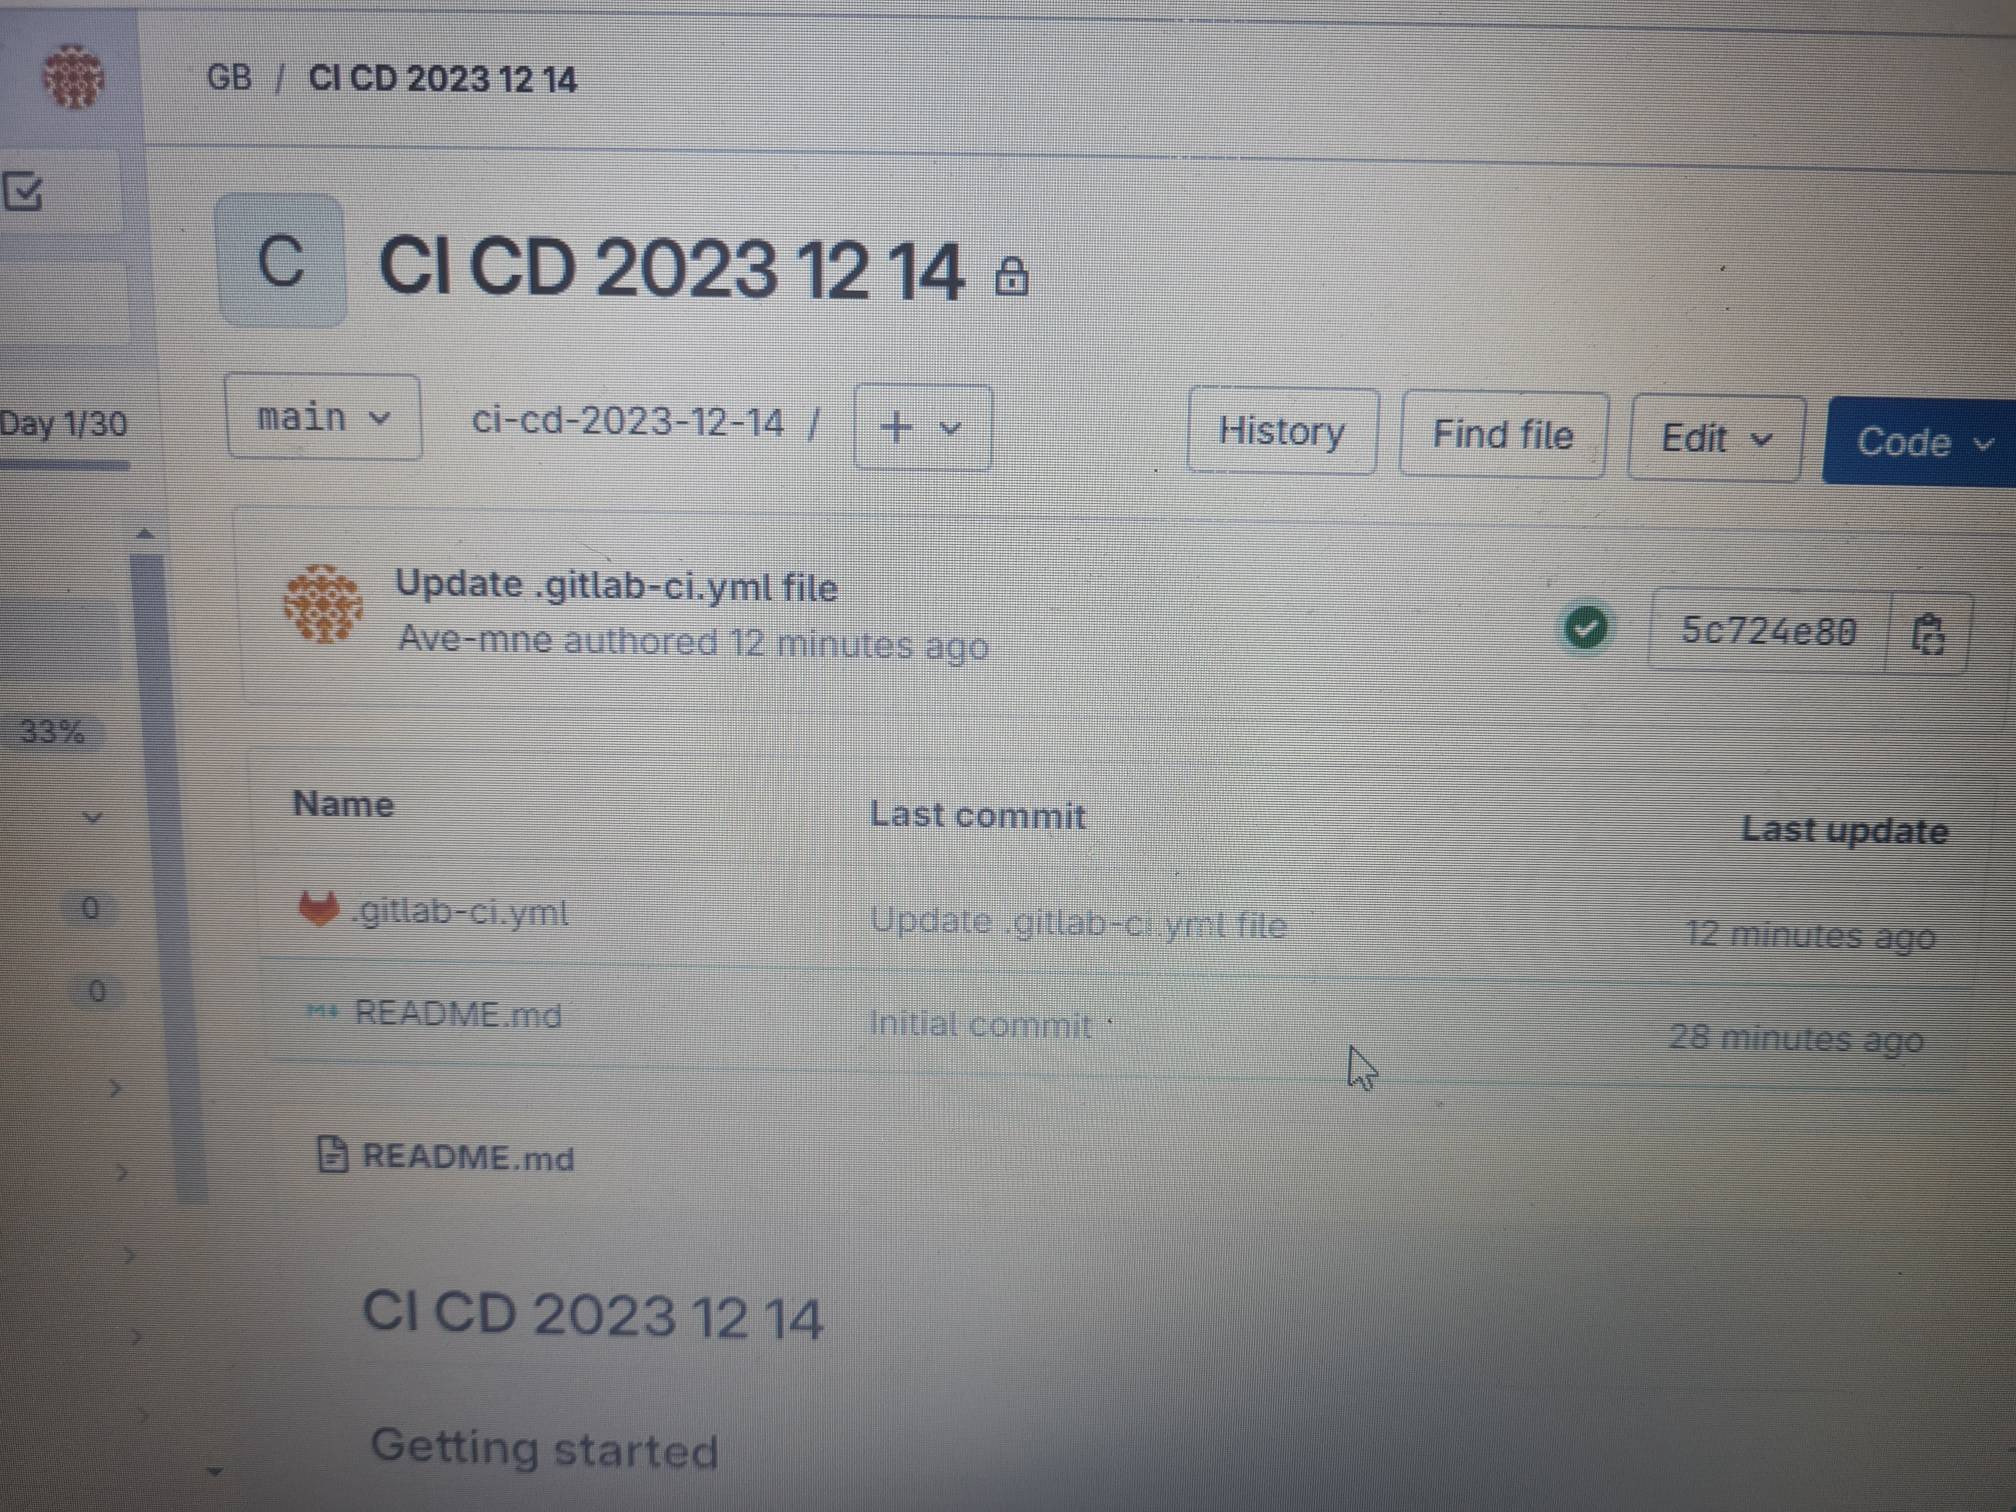 GB / CI CD 2023 12 14
C CI CD 2023 12 14
Day 1/30
main ci-cd-2023-12-14 / + History Find file Edit Code
Update .gitlab-ci.yml file
Ave-mne authored 12 minutes ago
5c724e80
33%
Name Last commit Last update
.gitlab-ci.yml Update .gitlab-ci.yml file 12 minutes ago
0
README.md Initial commit 28 minutes ago
0
README.md
CI CD 2023 12 14
Getting started